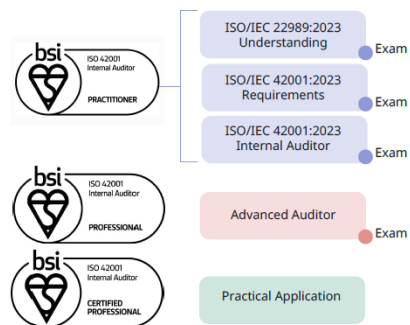 bsi
ISO 42001
Internal Auditor
PRACTITIONER
ISO/IEC 22989:2023
Understanding
Exam
ISO/IEC 42001:2023
Requirements
Exam
ISO/IEC 42001:2023
Internal Auditor
Exam
bsi
ISO 42001
Internal Auditor
PROFESSIONAL
Advanced Auditor
Exam
bsi
ISO 42001
Internal Auditor
CERTIFIED
PROFESSIONAL
Practical Application